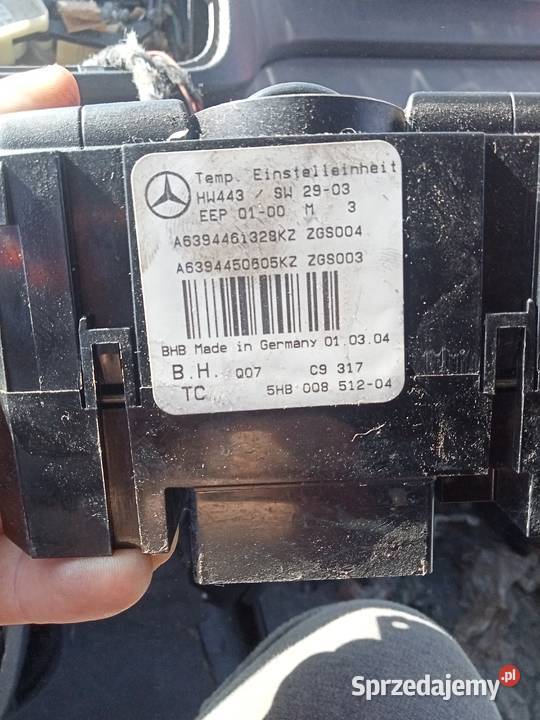 Temp. Einstelleinheit
HW443 / SW 29-03
EEP 01-00 M 3
A6394461328KZ ZGS004
A6394450605KZ ZGS003
BHB Made in Germany 01.03.04
B.H. Q07 C9 317
TC 5HB 008 512-04
Sprzedajemy.pl